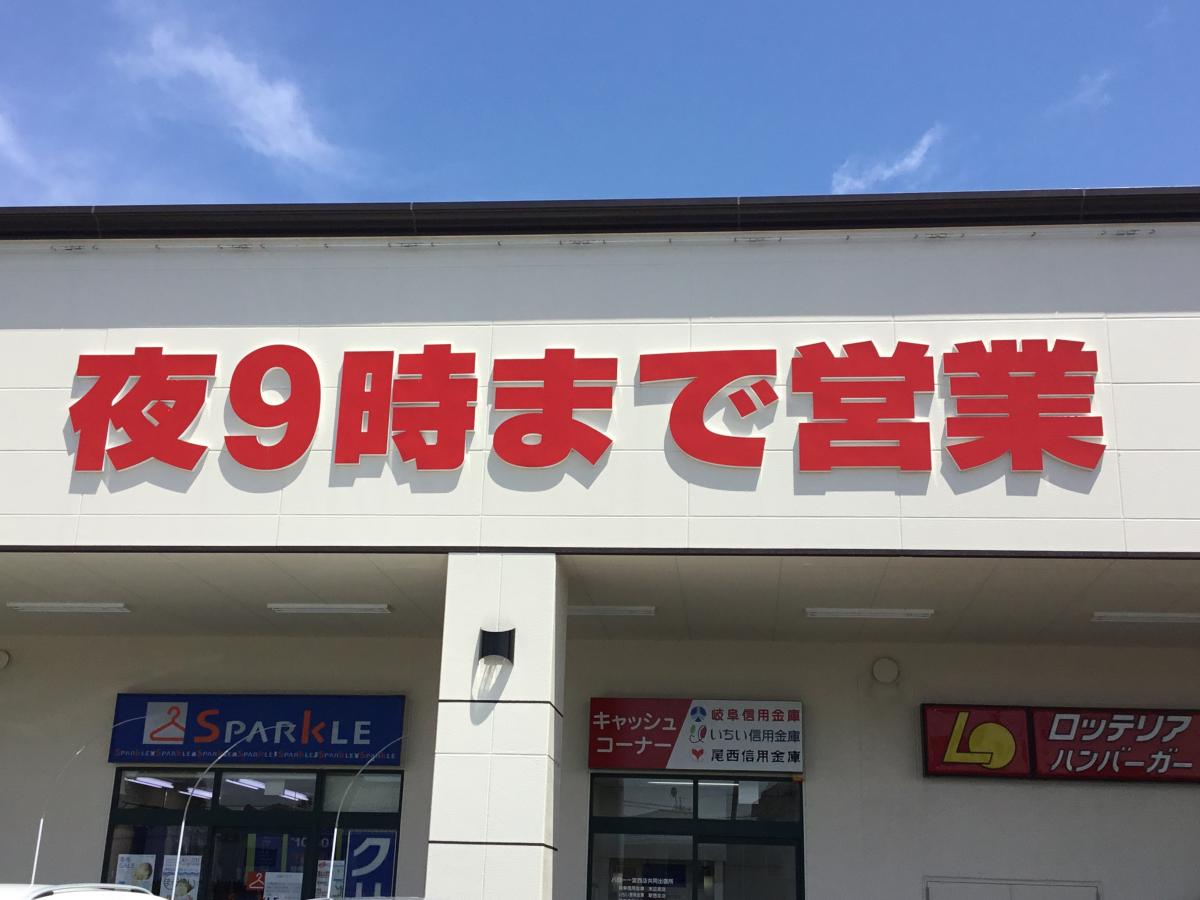 夜9時まで営業
SPARKLE
キャッシュ
コーナー
岐阜信用金庫
いちい信用金庫
尾西信用金庫
ロッテリア
ハンバーガー
SALE